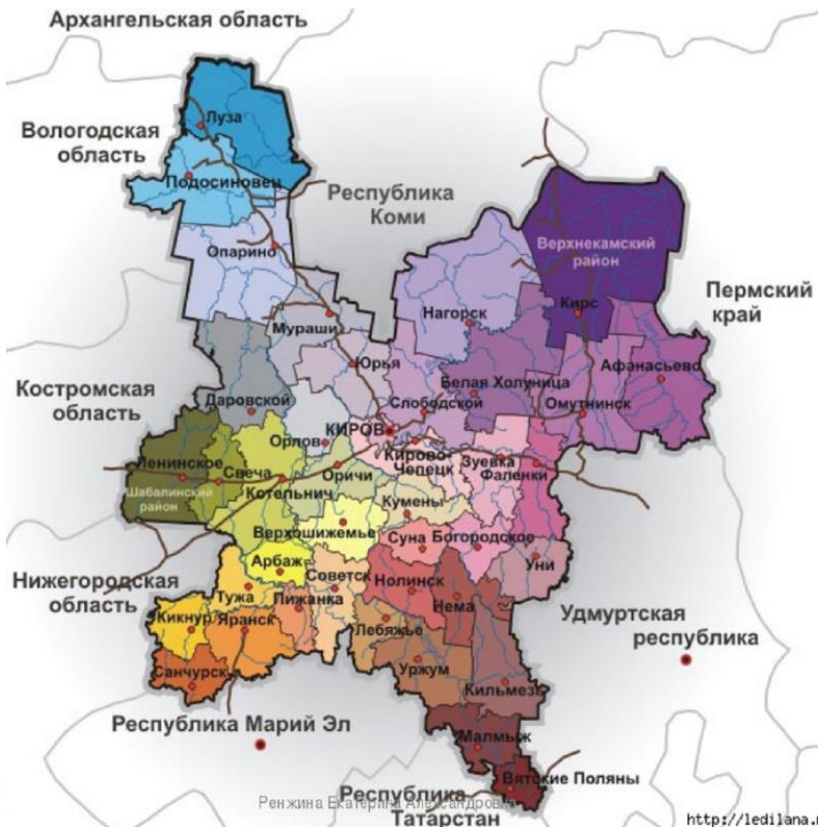 Архангельская область
Луза
Вологодская
область
Подосиновец
Республика
Коми
Опарино
Верхнекамский
район
Мураши
Нагорск
Кирс
Пермский
край
Юрья
Белая Холуница
Афанасьево
Костромская
область
Даровской
Слободской
Омутнинск
КИРОВ
Орлов
Кирово-
Чепецк
Зуевка
Фаленки
Ленинское
Свеча
Оричи
Шабалинский
район
Котельнич
Кумены
Верхошижемье
Суна
Богородское
Арбаж
Советск
Нолинск
Уни
Нижегородская
область
Тужа
Пижанка
Нема
Удмуртская
республика
Кикнур
Яранск
Лебяжье
Санчурск
Уржум
Кильмезь
Республика Марий Эл
Малмыж
Вятские Поляны
Республика
Татарстан
Ренжина Екатерина Александровна
http://ledilana.r